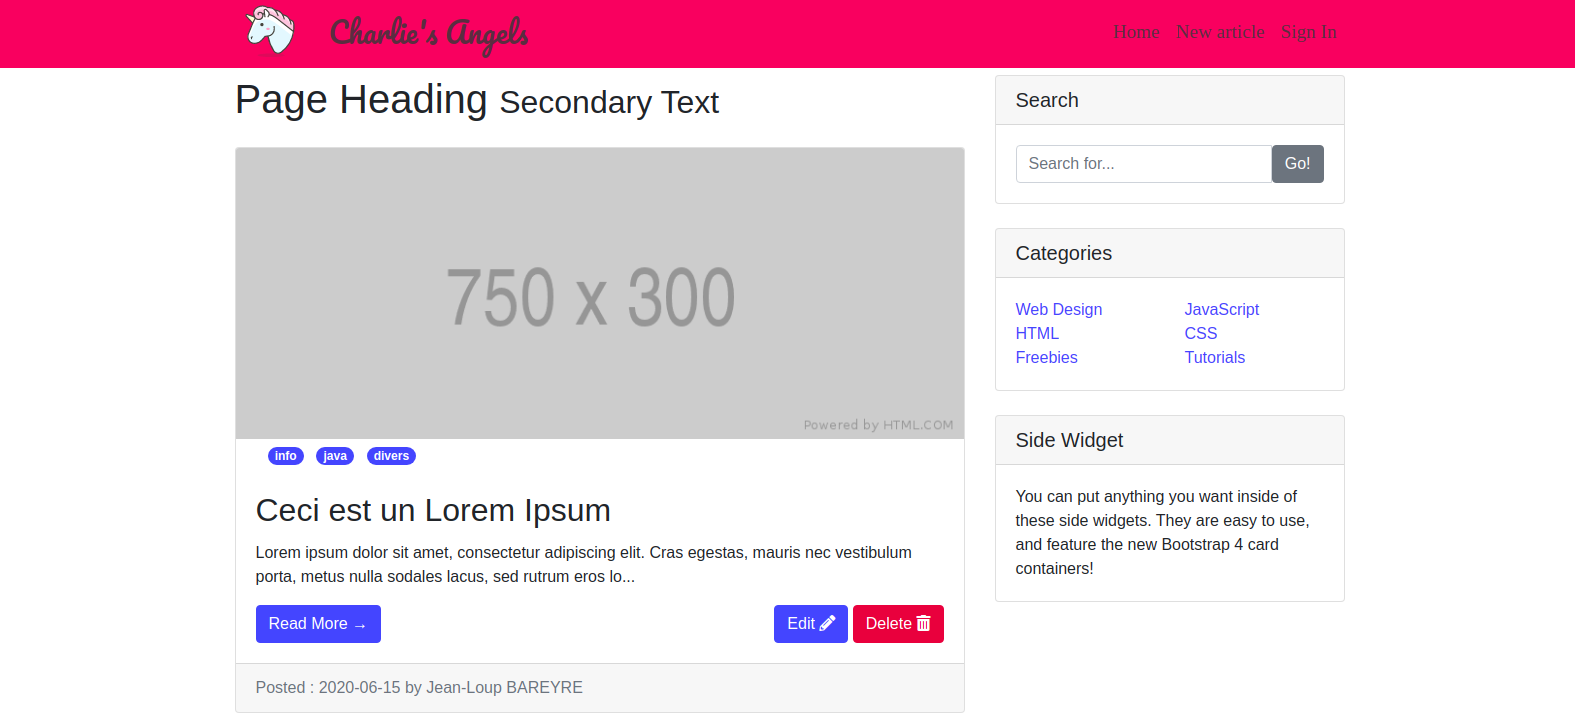 Charlie's Angels
Home New article Sign In
Page Heading Secondary Text
750 x 300
Powered by HTML.COM
info java divers
Ceci est un Lorem Ipsum
Lorem ipsum dolor sit amet, consectetur adipiscing elit. Cras egestas, mauris nec vestibulum
porta, metus nulla sodales lacus, sed rutrum eros lo...
Read More →
Edit Delete
Posted : 2020-06-15 by Jean-Loup BAREYRE
Search
Search for... Go!
Categories
Web Design JavaScript
HTML CSS
Freebies Tutorials
Side Widget
You can put anything you want inside of
these side widgets. They are easy to use,
and feature the new Bootstrap 4 card
containers!